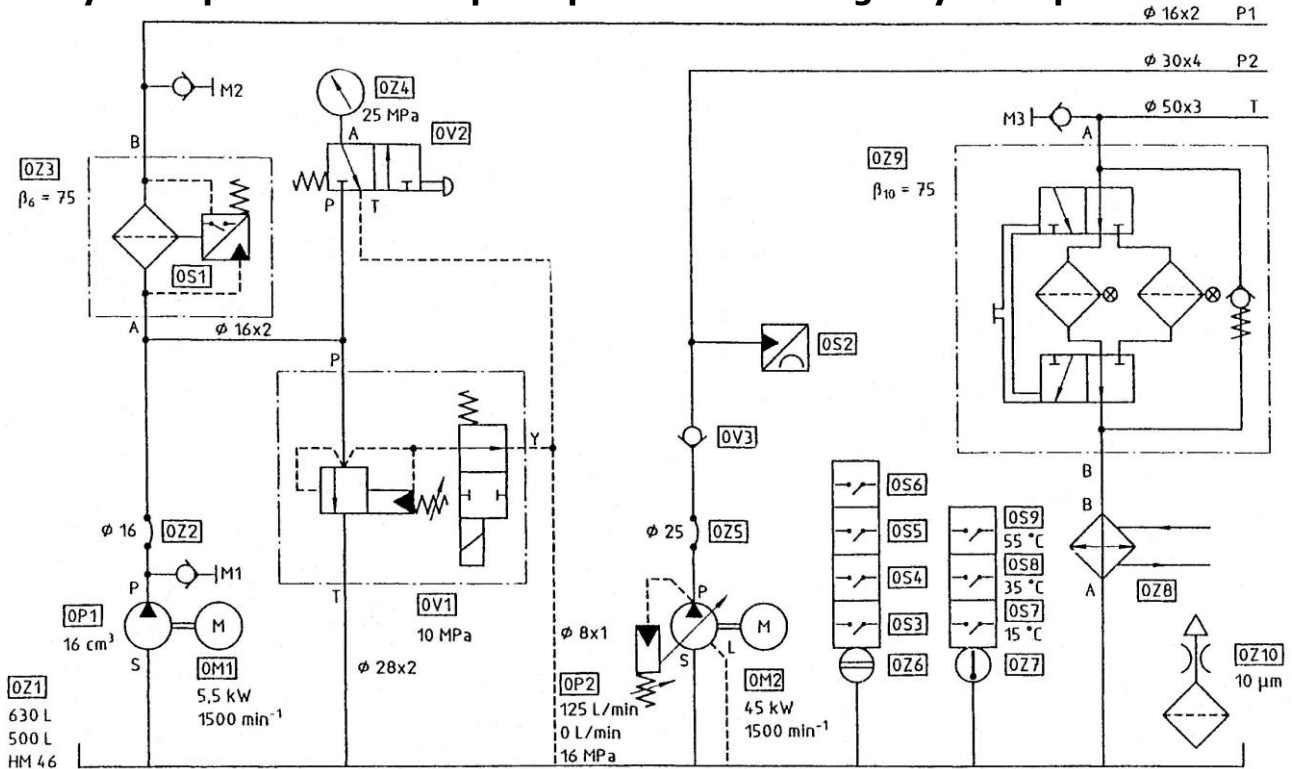 φ 16x2 P1
φ 30x4 P2
φ 50x3 T
M2
0Z4
25 MPa
A
0V2
P
T
M3
A
0Z9
β10 = 75
B
0Z3
β6 = 75
0S1
A
φ 16x2
P
0S2
Y
0V3
φ 16
0Z2
M1
P
0P1
16 cm³
S
M
0M1
5,5 kW
1500 min⁻¹
0Z1
630 L
500 L
HM 46
T
0V1
10 MPa
φ 28x2
φ 8x1
φ 25
0Z5
P
S
L
M
0P2
125 L/min
0 L/min
16 MPa
0M2
45 kW
1500 min⁻¹
0S6
0S5
0S4
0S3
0Z6
0S9
55 °C
0S8
35 °C
0S7
15 °C
0Z7
B
B
A
0Z8
0Z10
10 μm